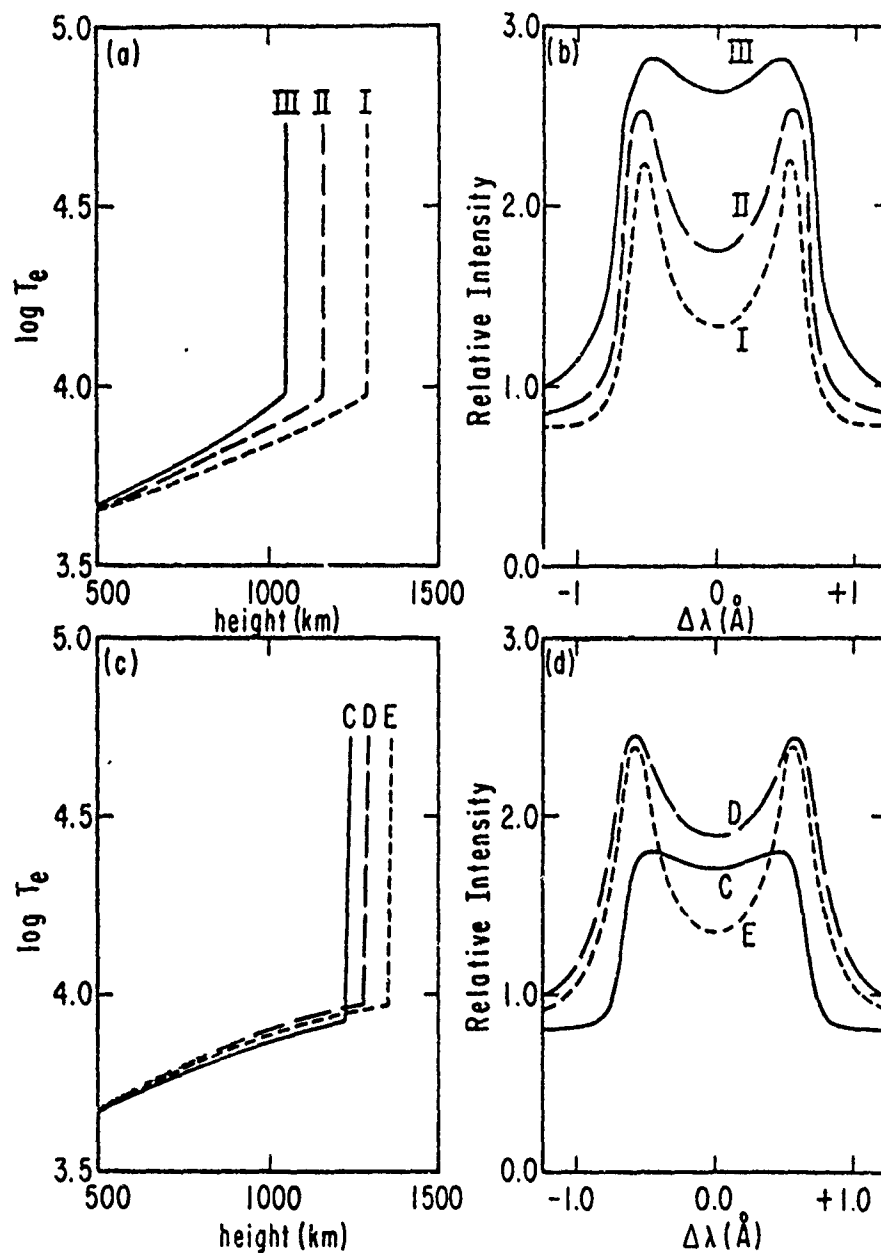 (a)
5.0
4.5
4.0
3.5
log Te
III II I
500 1000 1500
height (km)
(b)
3.0
2.0
1.0
0.0
Relative Intensity
III
II
I
-1 0 +1
Δλ(Å)
(c)
5.0
4.5
4.0
3.5
log Te
C D E
500 1000 1500
height (km)
(d)
3.0
2.0
1.0
0.0
Relative Intensity
D
C
E
-1.0 0.0 +1.0
Δλ(Å)